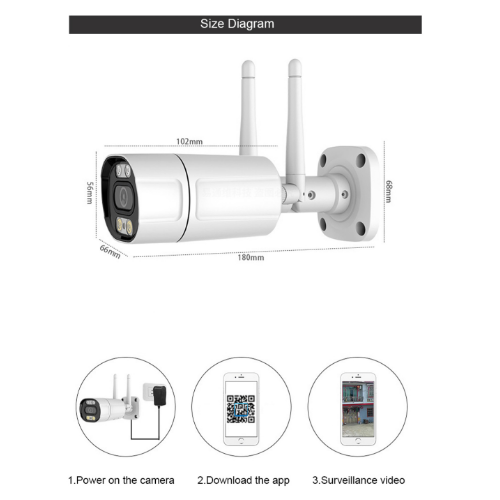 Size Diagram
102mm
56mm
68mm
66mm
180mm
1.Power on the camera
2.Download the app
3.Surveillance video